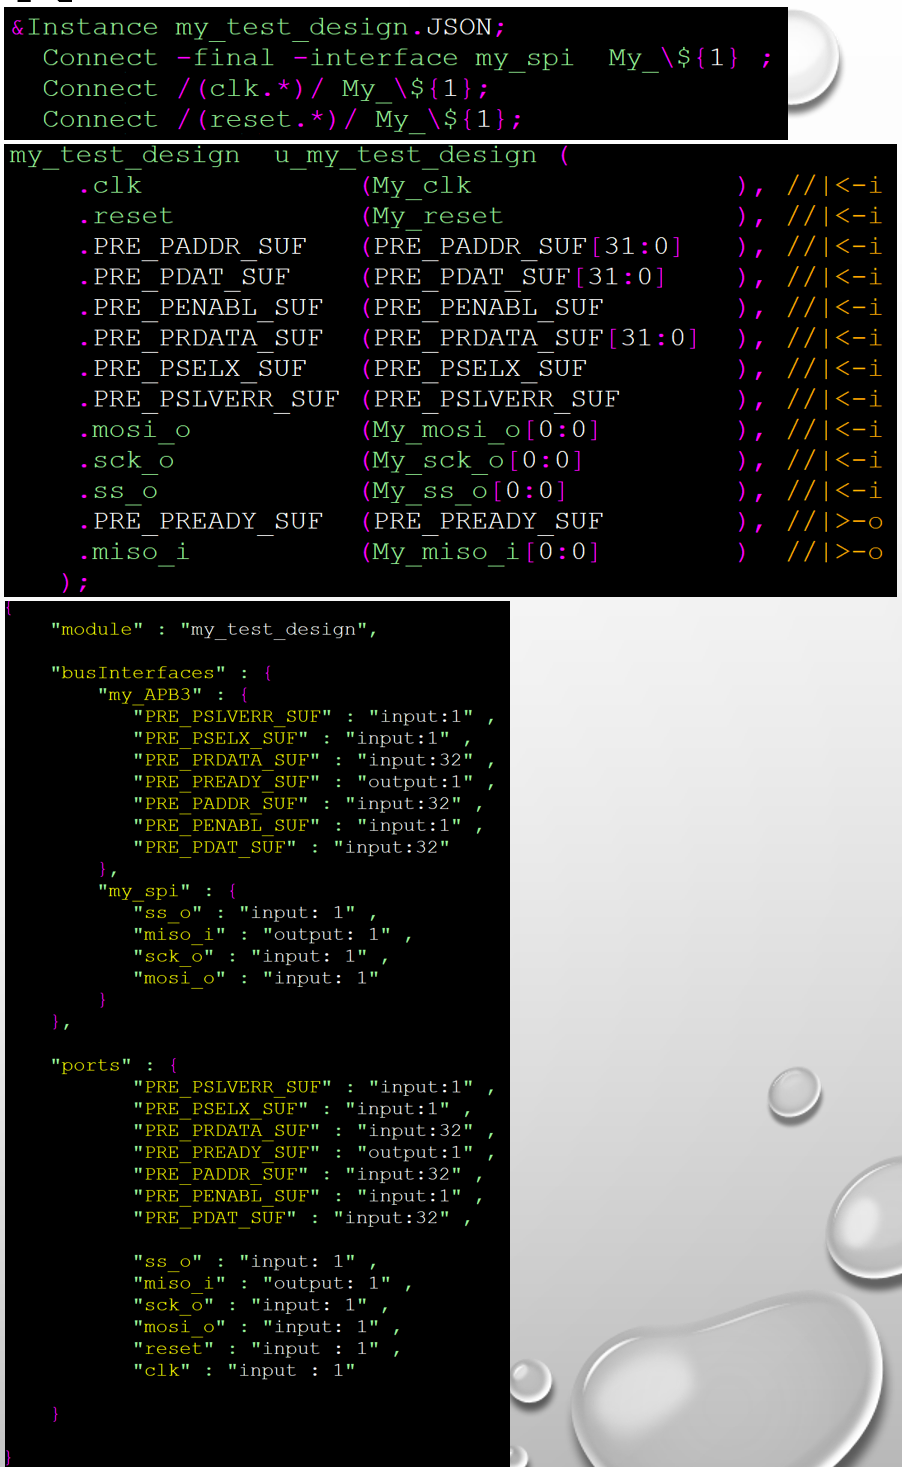 &Instance my_test_design.JSON;
  Connect -final -interface my_spi  My_\${1} ;
  Connect /(clk.*)/ My_\${1};
  Connect /(reset.*)/ My_\${1};
my_test_design  u_my_test_design (
    .clk (My_clk ), //|<-i
    .reset (My_reset ), //|<-i
    .PRE_PADDR_SUF (PRE_PADDR_SUF[31:0] ), //|<-i
    .PRE_PDAT_SUF (PRE_PDAT_SUF[31:0] ), //|<-i
    .PRE_PENABL_SUF (PRE_PENABL_SUF ), //|<-i
    .PRE_PRDATA_SUF (PRE_PRDATA_SUF[31:0] ), //|<-i
    .PRE_PSELX_SUF (PRE_PSELX_SUF ), //|<-i
    .PRE_PSLVERR_SUF (PRE_PSLVERR_SUF ), //|<-i
    .mosi_o (My_mosi_o[0:0] ), //|<-i
    .sck_o (My_sck_o[0:0] ), //|<-i
    .ss_o (My_ss_o[0:0] ), //|<-i
    .PRE_PREADY_SUF (PRE_PREADY_SUF ), //|>-o
    .miso_i (My_miso_i[0:0] ) //|>-o
   );
{
    "module" : "my_test_design",
    "busInterfaces" : {
        "my_APB3" : {
           "PRE_PSLVERR_SUF" : "input:1" ,
           "PRE_PSELX_SUF" : "input:1" ,
           "PRE_PRDATA_SUF" : "input:32" ,
           "PRE_PREADY_SUF" : "output:1" ,
           "PRE_PADDR_SUF" : "input:32" ,
           "PRE_PENABL_SUF" : "input:1" ,
           "PRE_PDAT_SUF" : "input:32"
        },
        "my_spi" : {
           "ss_o" : "input: 1" ,
           "miso_i" : "output: 1" ,
           "sck_o" : "input: 1" ,
           "mosi_o" : "input: 1"
        }
    },
    "ports" : {
           "PRE_PSLVERR_SUF" : "input:1" ,
           "PRE_PSELX_SUF" : "input:1" ,
           "PRE_PRDATA_SUF" : "input:32" ,
           "PRE_PREADY_SUF" : "output:1" ,
           "PRE_PADDR_SUF" : "input:32" ,
           "PRE_PENABL_SUF" : "input:1" ,
           "PRE_PDAT_SUF" : "input:32" ,
           "ss_o" : "input: 1" ,
           "miso_i" : "output: 1" ,
           "sck_o" : "input: 1" ,
           "mosi_o" : "input: 1" ,
           "reset" : "input : 1" ,
           "clk" : "input : 1"
    }
}